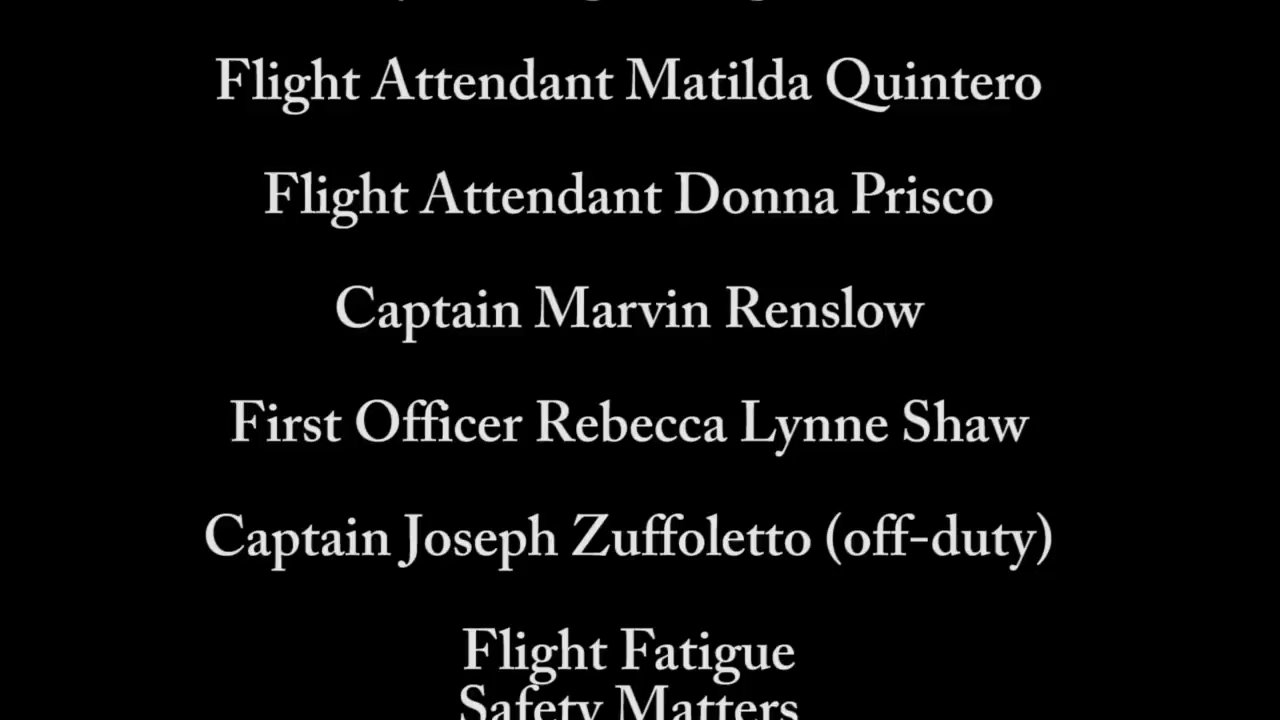 Flight Attendant Matilda Quintero
Flight Attendant Donna Prisco
Captain Marvin Renslow
First Officer Rebecca Lynne Shaw
Captain Joseph Zuffoletto (off-duty)
Flight Fatigue
Safety Matters